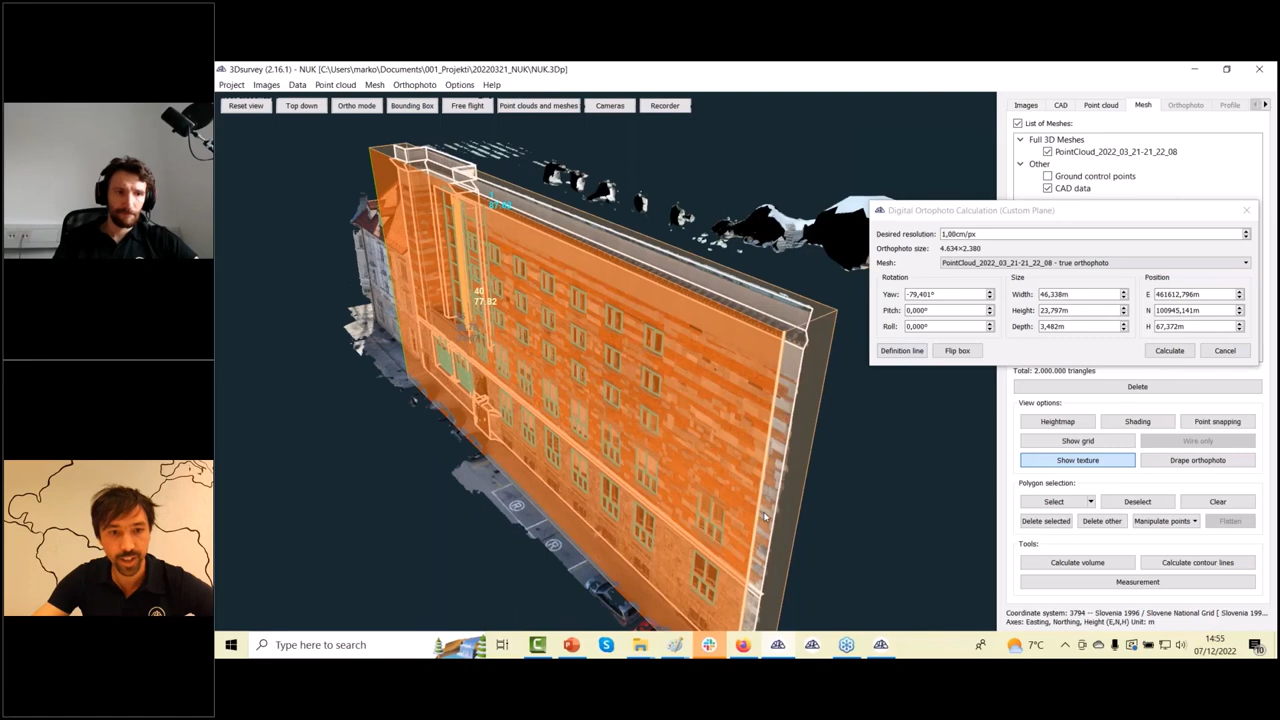 3Dsurvey (2.16.1) - NUK [C:\Users\marko\Documents\001_Projekti\20220321_NUK\NUK.3Dp]
Project Images Data Point cloud Mesh Orthophoto Options Help
Reset view Top down Ortho mode Bounding Box Free flight Point clouds and meshes Cameras Recorder
Images CAD Point cloud Mesh Orthophoto Profile
List of Meshes:
Full 3D Meshes
PointCloud_2022_03_21-21_22_08
Other
Ground control points
CAD data
Digital Ortophoto Calculation (Custom Plane)
Desired resolution: 1,00cm/px
Orthophoto size: 4.634×2.380
Mesh: PointCloud_2022_03_21-21_22_08 - true orthophoto
Rotation Size Position
Yaw: -79,401° Width: 46,338m E 461612,796m
Pitch: 0,000° Height: 23,797m N 100945,141m
Roll: 0,000° Depth: 3,482m H 67,372m
Definition line Flip box Calculate Cancel
87.69
40
77.82
Total: 2.000.000 triangles
Delete
View options:
Heightmap Shading Point snapping
Show grid Wire only
Show texture Drape orthophoto
Polygon selection:
Select Deselect Clear
Delete selected Delete other Manipulate points Flatten
Tools:
Calculate volume Calculate contour lines
Measurement
Coordinate system: 3794 -- Slovenia 1996 / Slovene National Grid [ Slovenia 199...
Axes: Easting, Northing, Height (E,N,H) Unit: m
Type here to search
7°C
14:55
07/12/2022
10